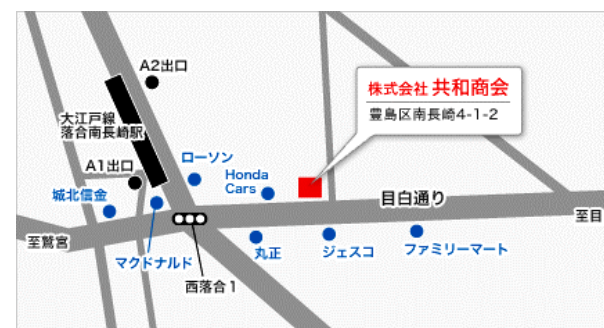 A2出口
株式会社 共和商会
豊島区南長崎4-1-2
大江戸線
落合南長崎駅
A1出口
ローソン
Honda
Cars
城北信金
目白通り
至目
至鷺宮
マクドナルド
丸正
ジェスコ
ファミリーマート
西落合1